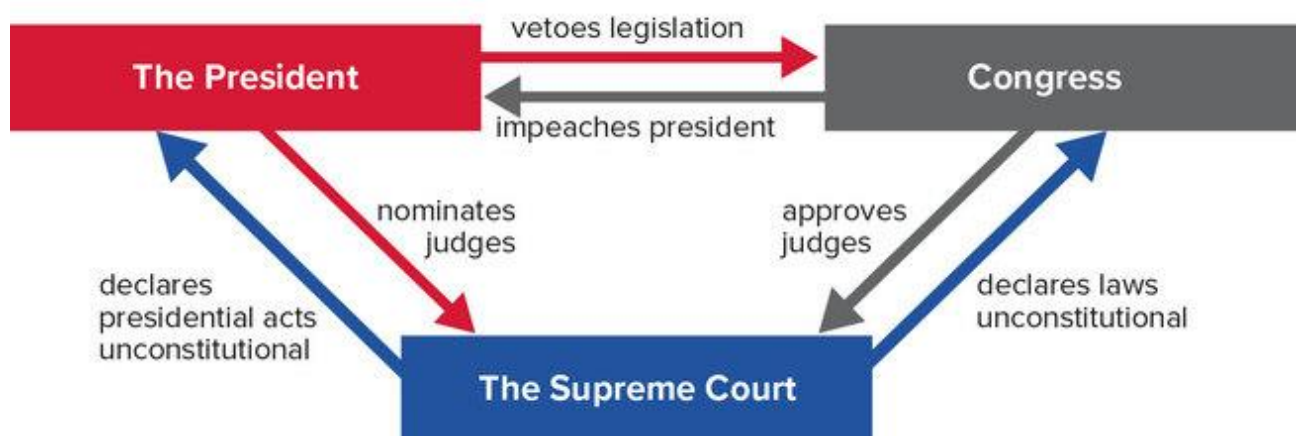 vetoes legislation
The President
Congress
impeaches president
nominates
judges
approves
judges
declares
presidential acts
unconstitutional
declares laws
unconstitutional
The Supreme Court